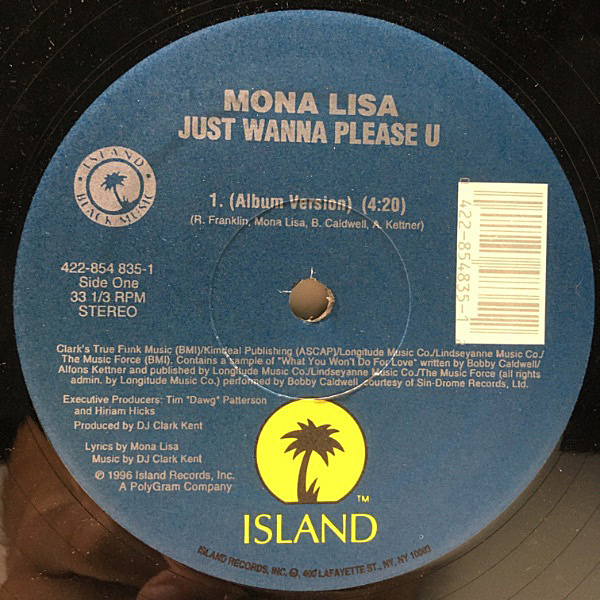 MONA LISA
JUST WANNA PLEASE U
ISLAND
BLACK MUSIC
1. (Album Version) (4:20)
(R. Franklin, Mona Lisa, B. Caldwell, A. Kettner)
422-854 835-1
Side One
33 1/3 RPM
STEREO
422-854835-1
Clark's True Funk Music (BMI)/Kimdeal Publishing (ASCAP)/Longitude Music Co./Lindseyanne Music Co./
The Music Force (BMI). Contains a sample of "What You Won't Do For Love" written by Bobby Caldwell/
Alfons Kettner and published by Longitude Music Co./Lindseyanne Music Co./The Music Force (all rights
admin. by Longitude Music Co.) performed by Bobby Caldwell, courtesy of Sin-Drome Records, Ltd.
Executive Producers: Tim "Dawg" Patterson
and Hiriam Hicks
Produced by DJ Clark Kent
Lyrics by Mona Lisa
Music by DJ Clark Kent
℗ 1996 Island Records, Inc.
A PolyGram Company
TM
ISLAND
ISLAND RECORDS, INC. ℗, 400 LAFAYETTE ST., NY, NY 10003